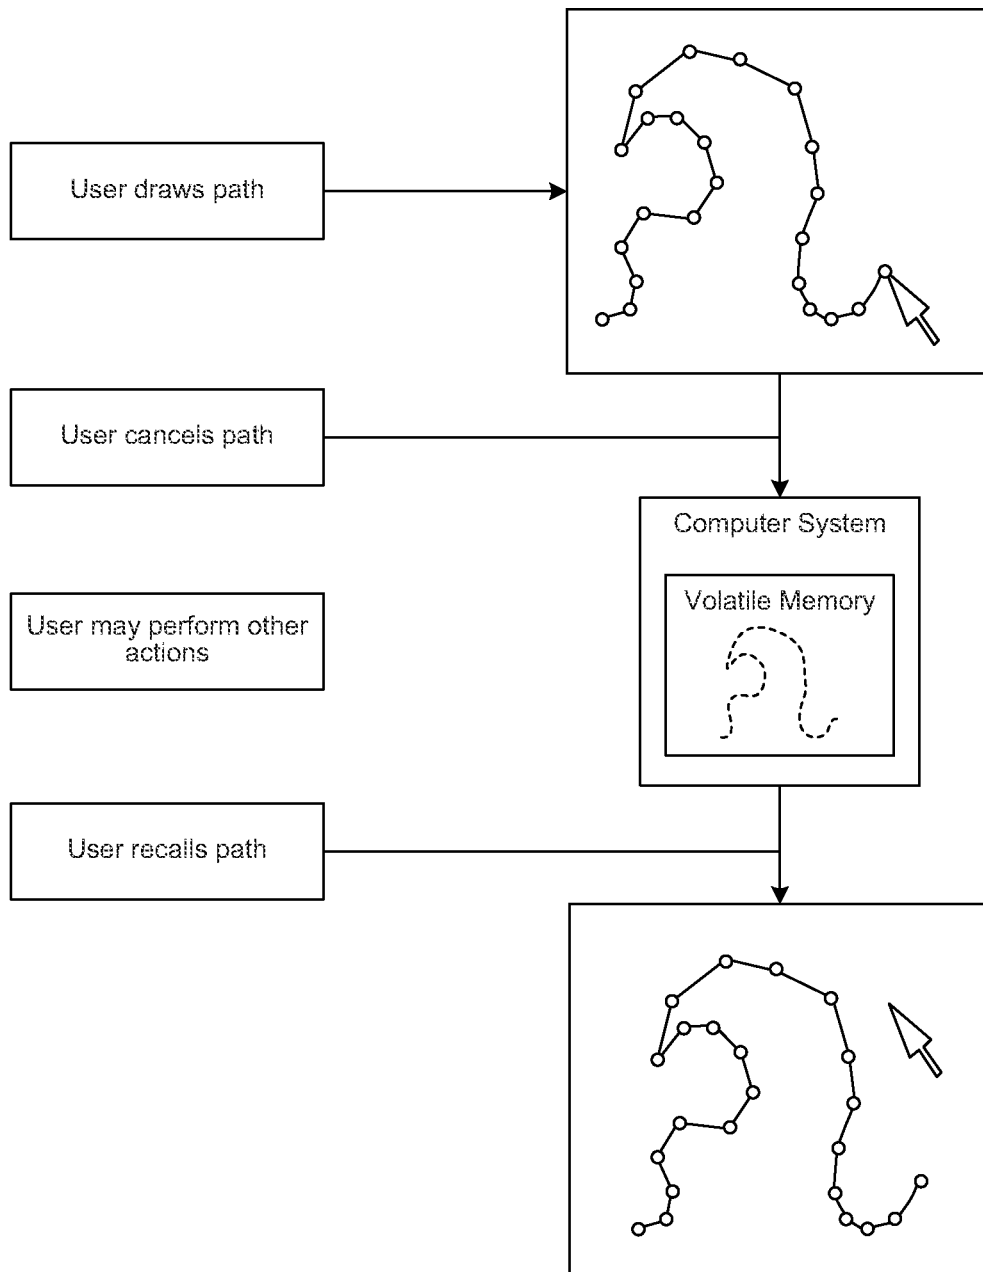 User draws path
User cancels path
Computer System
Volatile Memory
User may perform other
actions
User recalls path